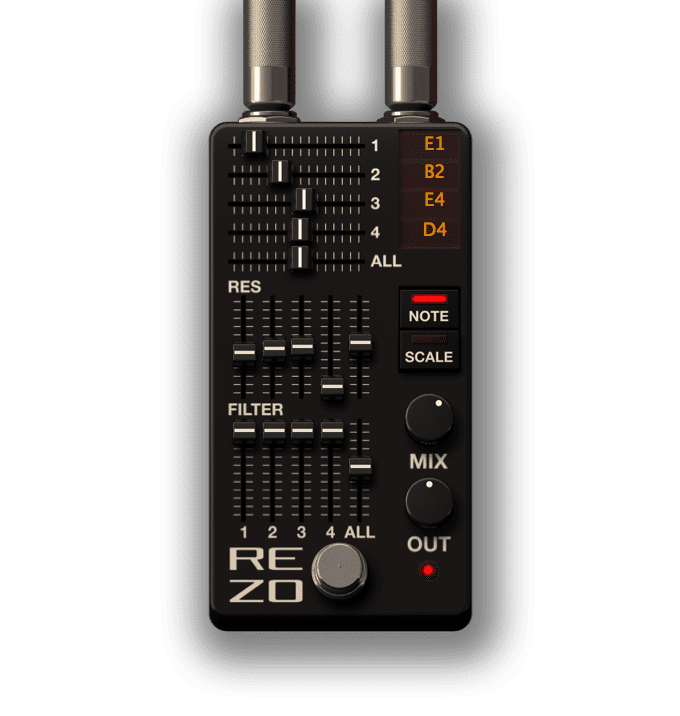 1 E1
2 B2
3 E4
4 D4
ALL
RES
NOTE
SCALE
FILTER
MIX
1 2 3 4 ALL
OUT
RE
ZO